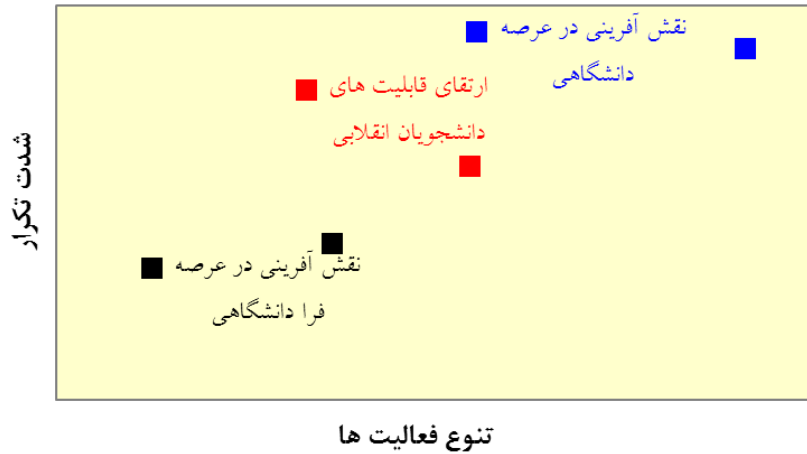 نقش آفرینی در عرصه
دانشگاهی
ارتقای قابلیت های
دانشجویان انقلابی
شدت تکرار
نقش آفرینی در عرصه
فرا دانشگاهی
تنوع فعالیت ها